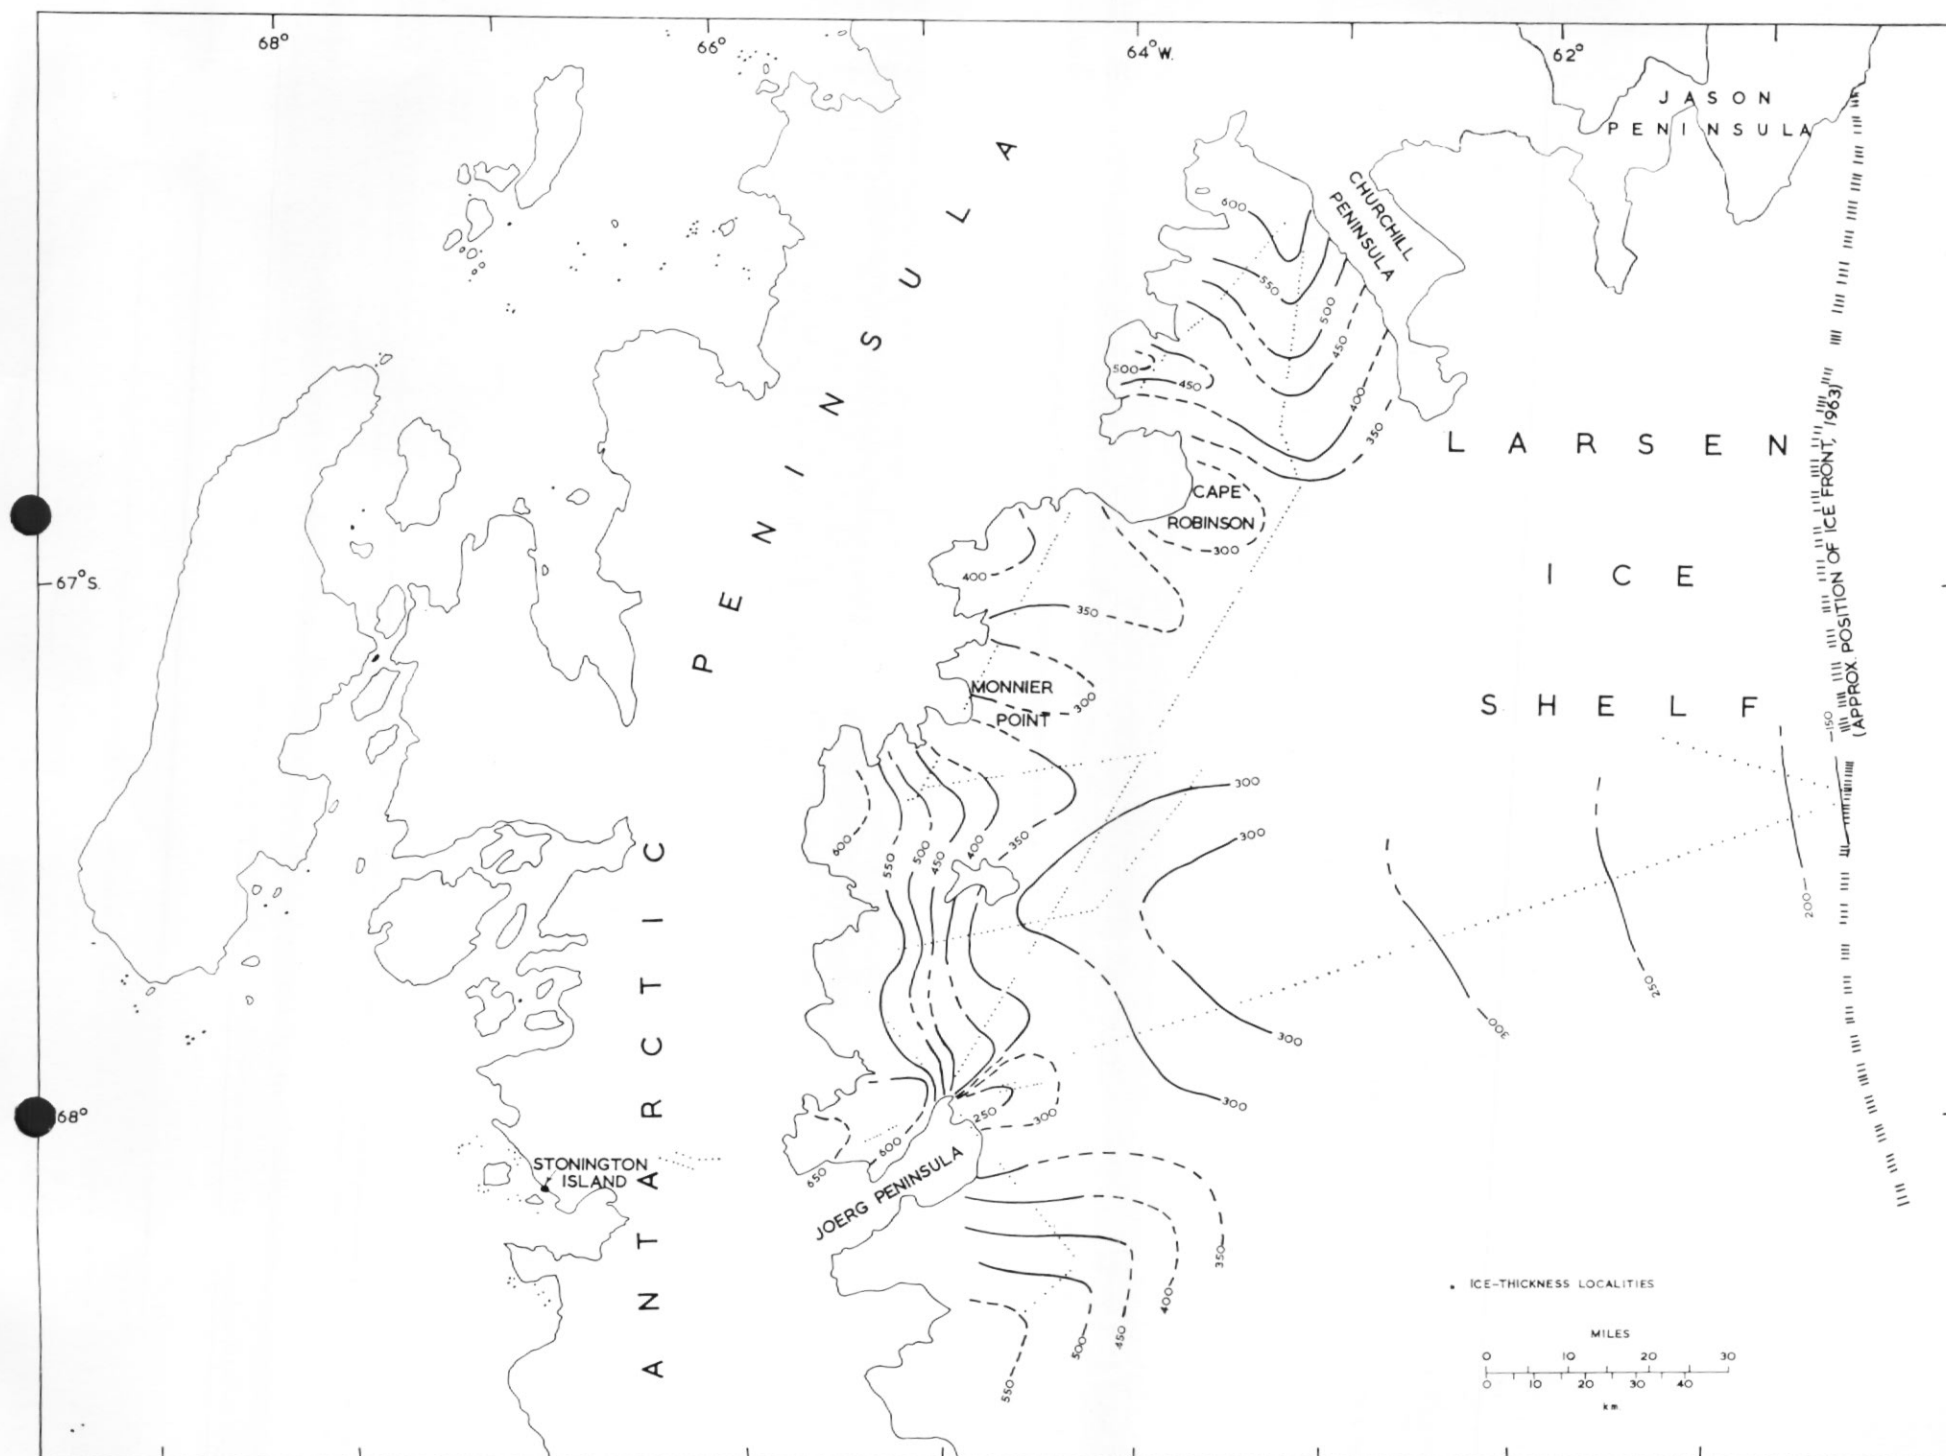 68°
66°
64°W.
62°
JASON
PENINSULA
CHURCHILL
PENINSULA
600
550
500
450
400
350
500
450
LARSEN
ICE
SHELF
(APPROX. POSITION OF ICE FRONT, 1963)
CAPE
ROBINSON
300
67°S.
400
350
MONNIER
POINT
300
ANTARCTIC PENINSULA
600
550
500
450
400
350
300
300
150
200
250
300
300
300
68°
STONINGTON
ISLAND
650
600
250
300
JOERG PENINSULA
350
400
450
500
550
. ICE-THICKNESS LOCALITIES
MILES
0 10 20 30
0 10 20 30 40
km